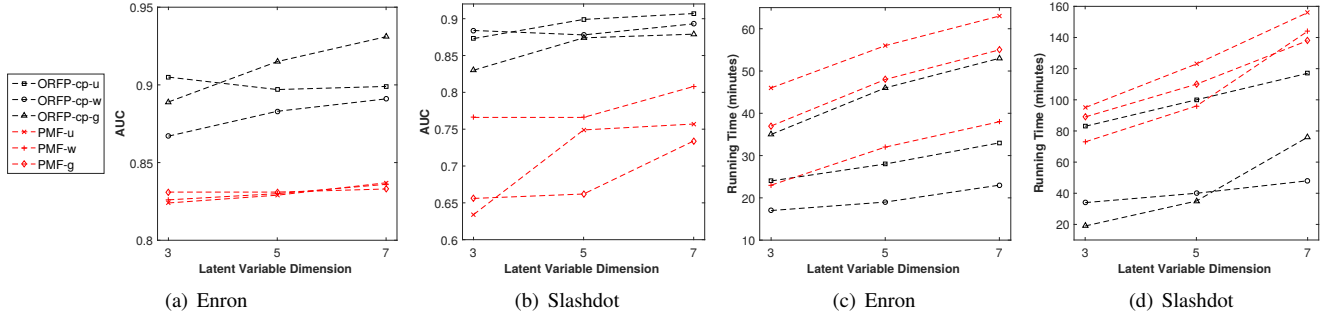 ORFP-cp-u
ORFP-cp-w
ORFP-cp-g
PMF-u
PMF-w
PMF-g
0.95
0.9
0.85
0.8
AUC
3 5 7
Latent Variable Dimension
(a) Enron
0.9
0.85
0.8
0.75
0.7
0.65
0.6
AUC
3 5 7
Latent Variable Dimension
(b) Slashdot
60
50
40
30
20
10
Running Time (minutes)
3 5 7
Latent Variable Dimension
(c) Enron
160
140
120
100
80
60
40
20
0
Running Time (minutes)
3 5 7
Latent Variable Dimension
(d) Slashdot